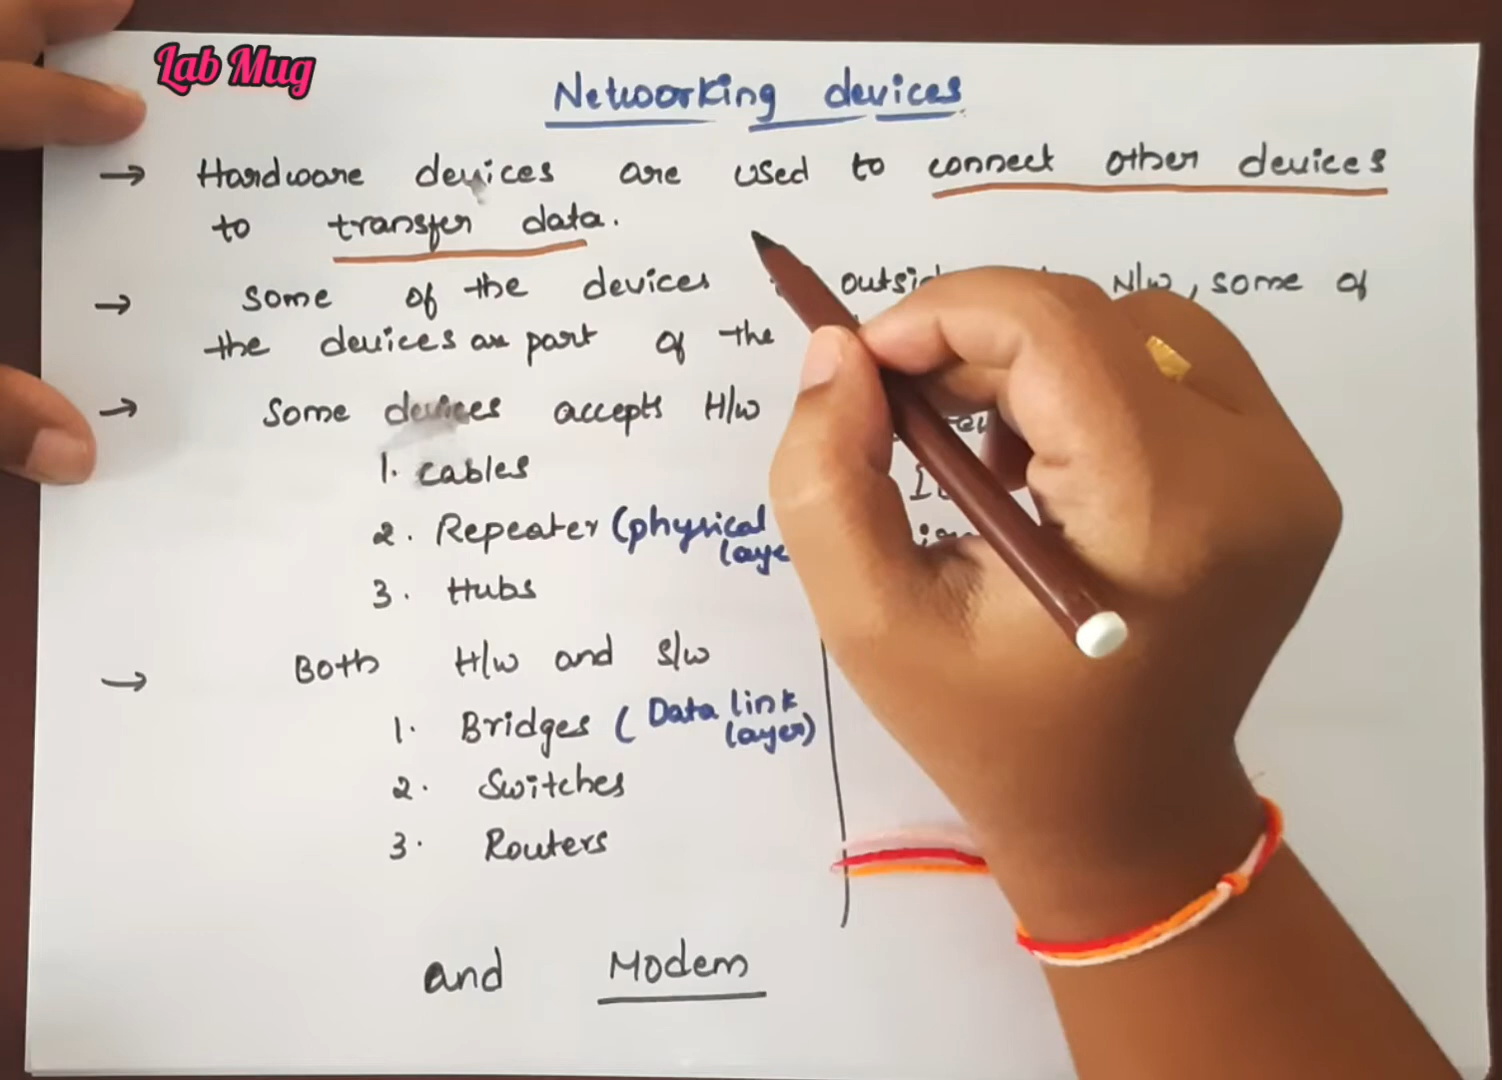 Lab Mug
Networking devices
→ Hardware devices are used to connect other devices
to transfer data.
→ some of the devices N/w, some of
the devices are part of the
→ Some devices accepts H/w
1. cables
2. Repeater (physical
3. Hubs
→ Both H/w and S/w
1. Bridges (Data link
layer)
2. Switches
3. Routers
and Modem